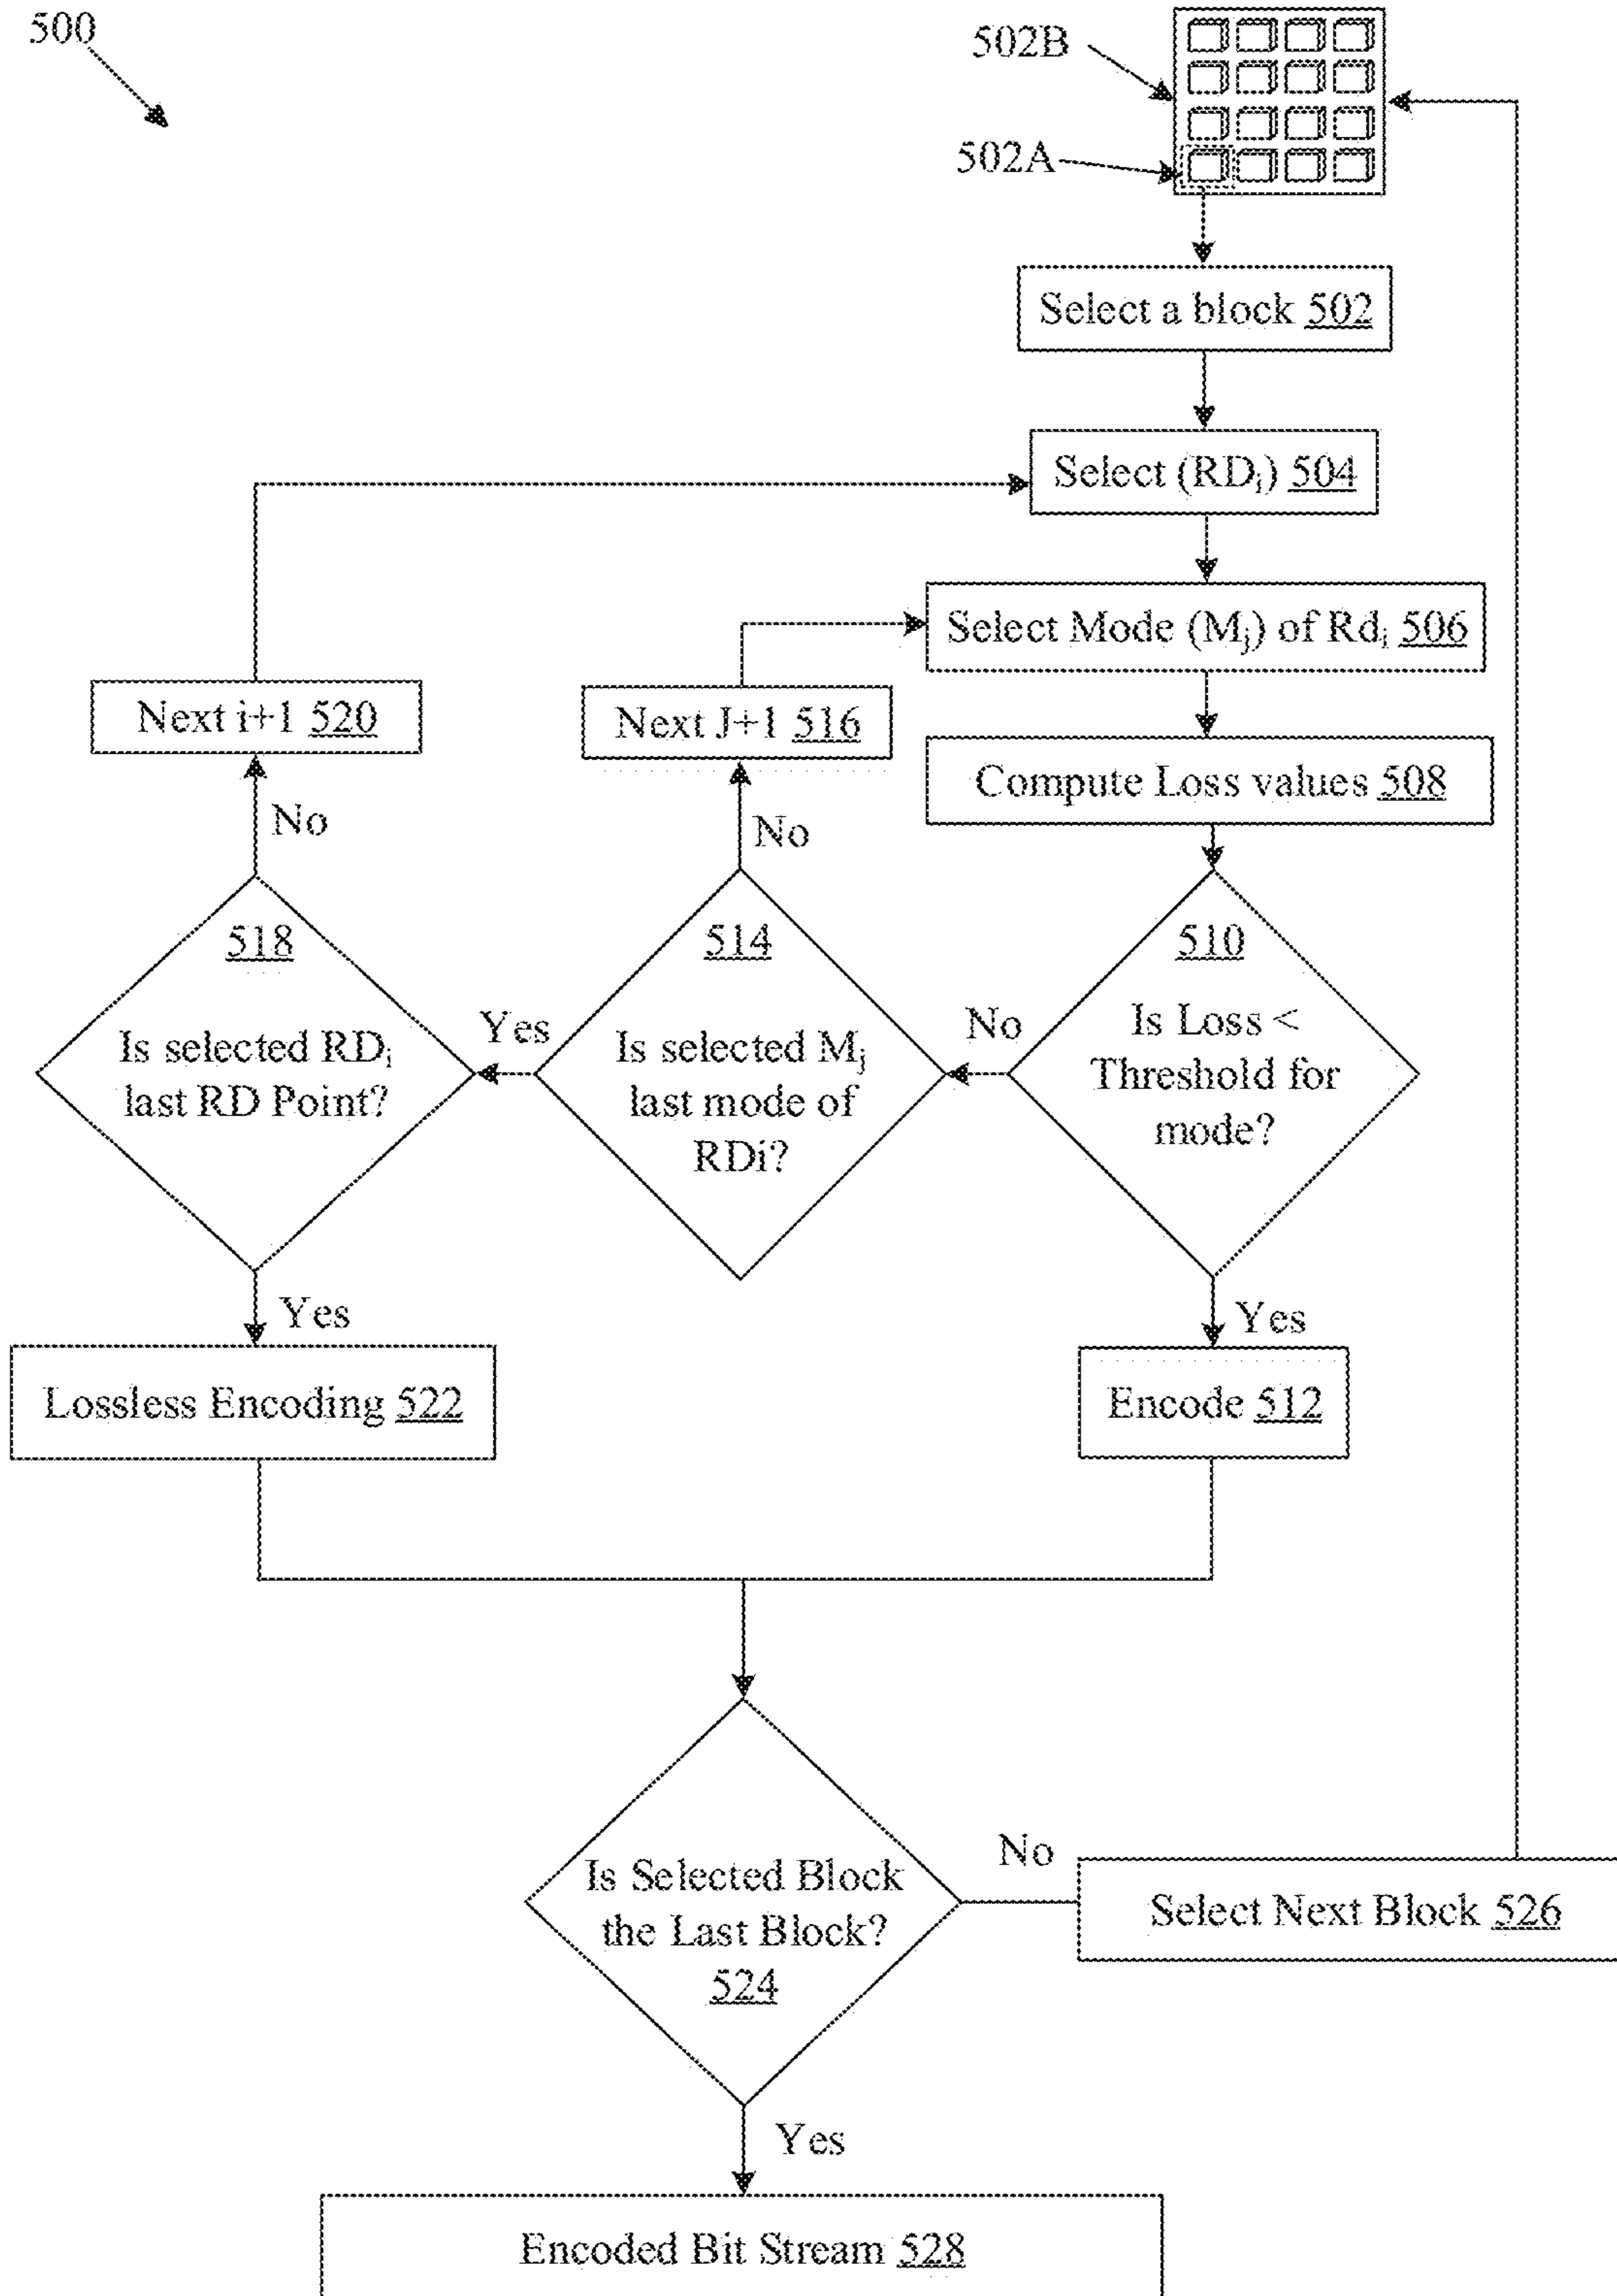 500
502B
502A
Select a block 502
Select (RDi) 504
Select Mode (Mj) of Rdi 506
Next i+1 520
Next J+1 516
Compute Loss values 508
No
No
518
Is selected RDi
last RD Point?
Yes
514
Is selected Mj
last mode of
RDi?
No
510
Is Loss <
Threshold for
mode?
Yes
Yes
Lossless Encoding 522
Encode 512
Is Selected Block
the Last Block?
524
No
Select Next Block 526
Yes
Encoded Bit Stream 528